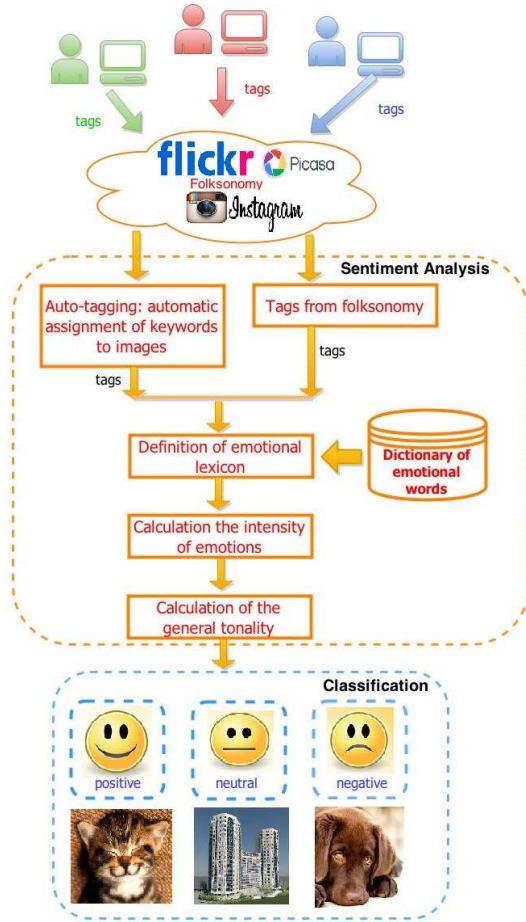 tags
tags
tags
flickr
Picasa
Folksonomy
Instagram
Sentiment Analysis
Auto-tagging: automatic
assignment of keywords
to images
Tags from folksonomy
tags
tags
Definition of emotional
lexicon
Dictionary of
emotional
words
Calculation the intensity
of emotions
Calculation of the
general tonality
Classification
positive
neutral
negative